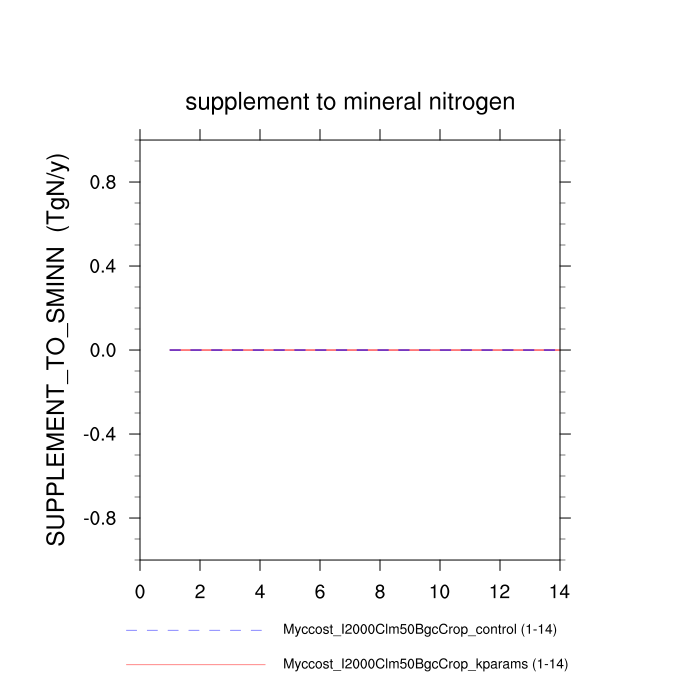 supplement to mineral nitrogen
SUPPLEMENT_TO_SMINN (TgN/y)
0.8
0.4
0.0
-0.4
-0.8
0 2 4 6 8 10 12 14
Myccost_I2000Clm50BgcCrop_control (1-14)
Myccost_I2000Clm50BgcCrop_kparams (1-14)